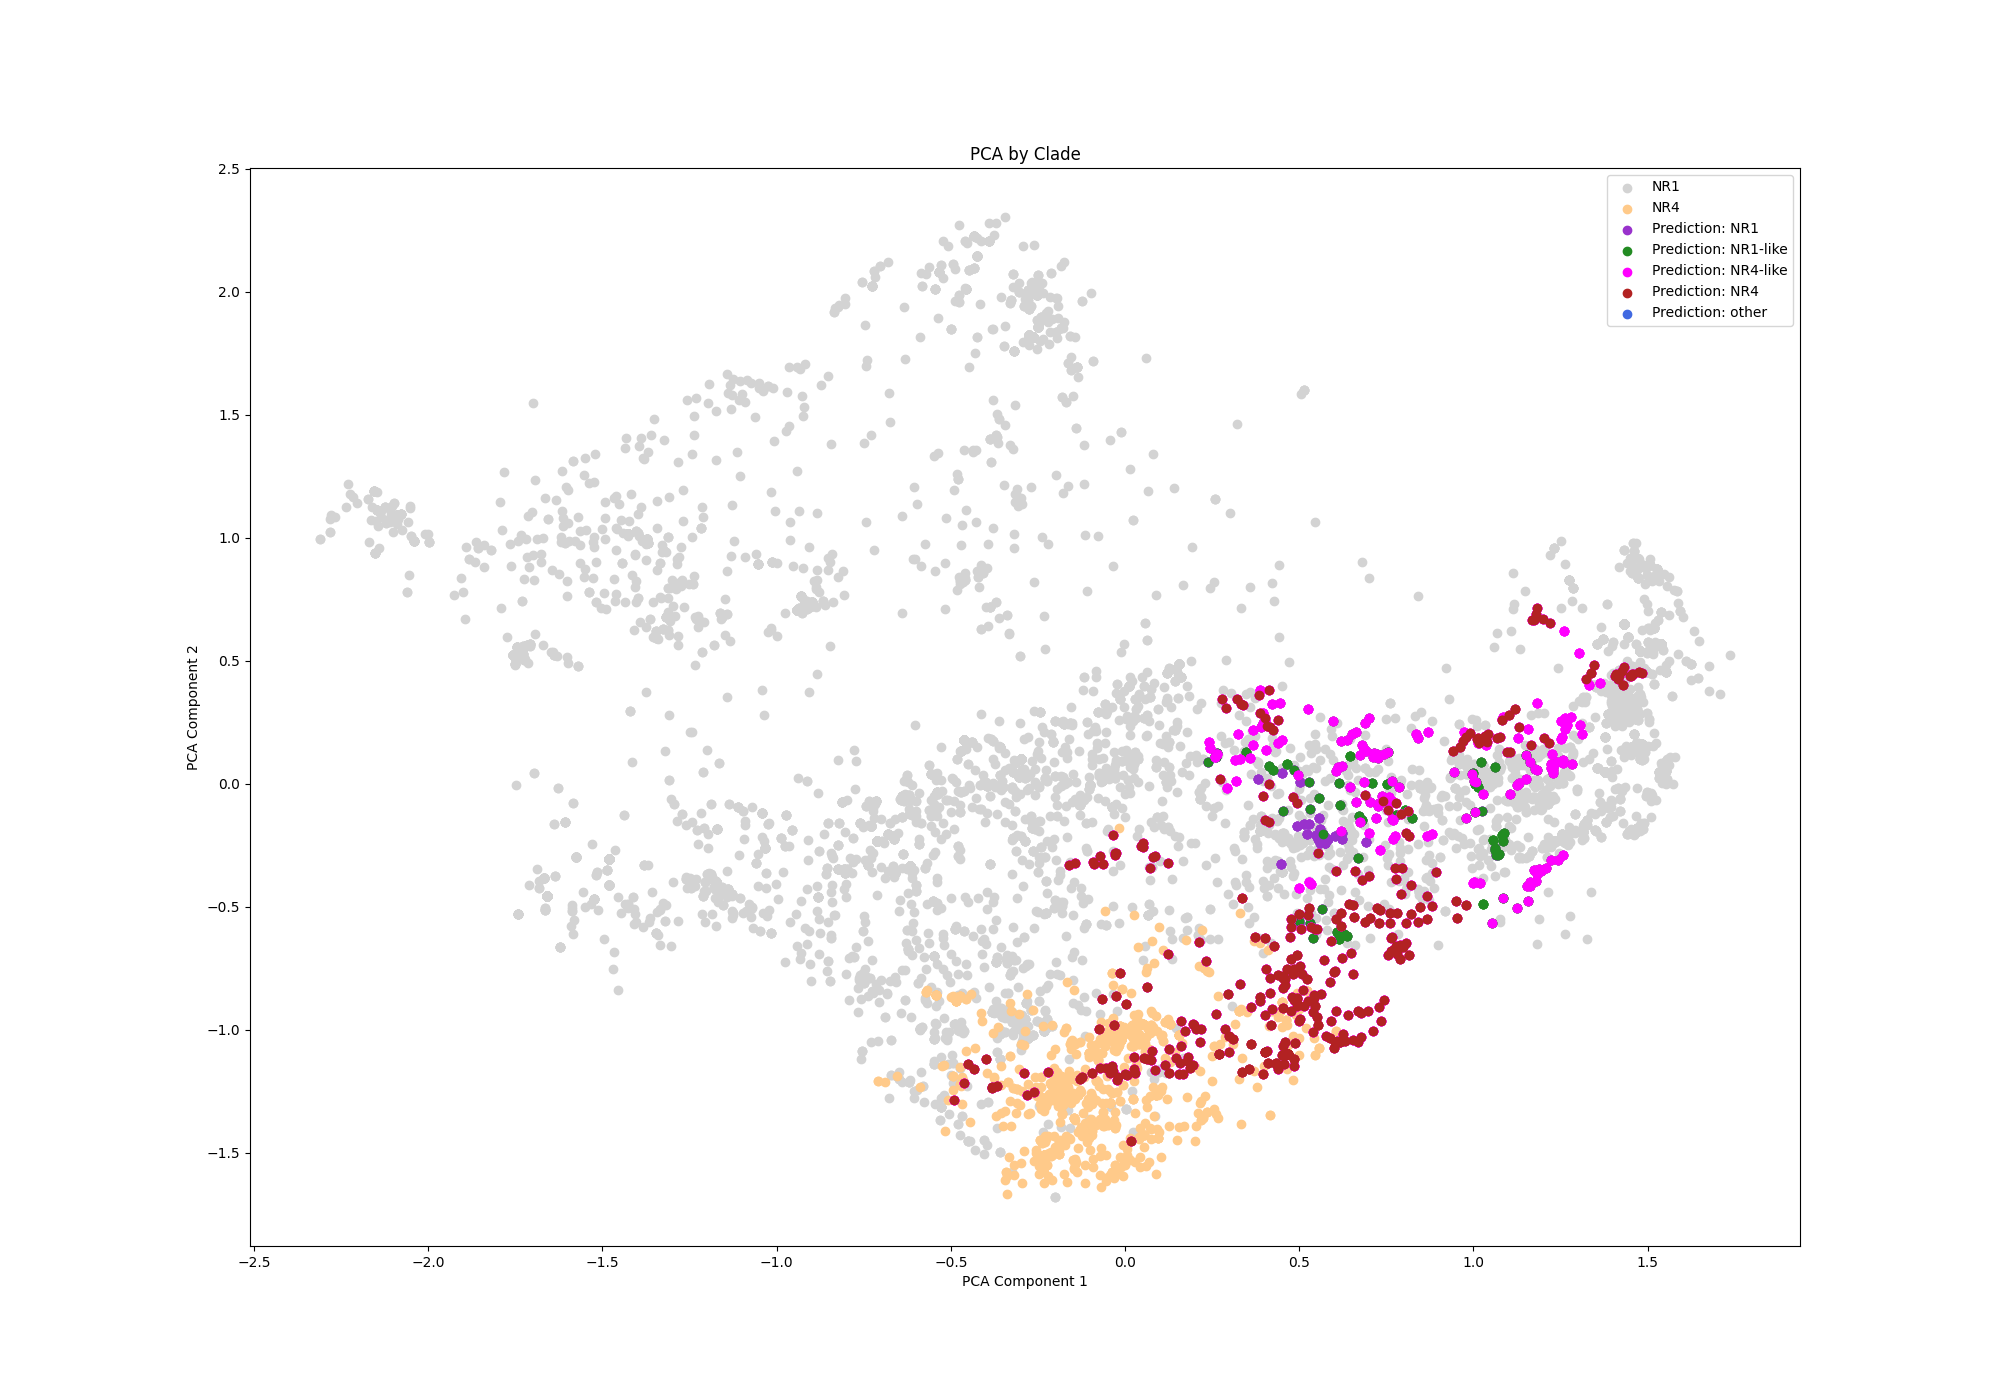 PCA by Clade
NR1
NR4
Prediction: NR1
Prediction: NR1-like
Prediction: NR4-like
Prediction: NR4
Prediction: other
2.5
2.0
1.5
1.0
0.5
0.0
−0.5
−1.0
−1.5
PCA Component 2
−2.5
−2.0
−1.5
−1.0
−0.5
0.0
0.5
1.0
1.5
PCA Component 1